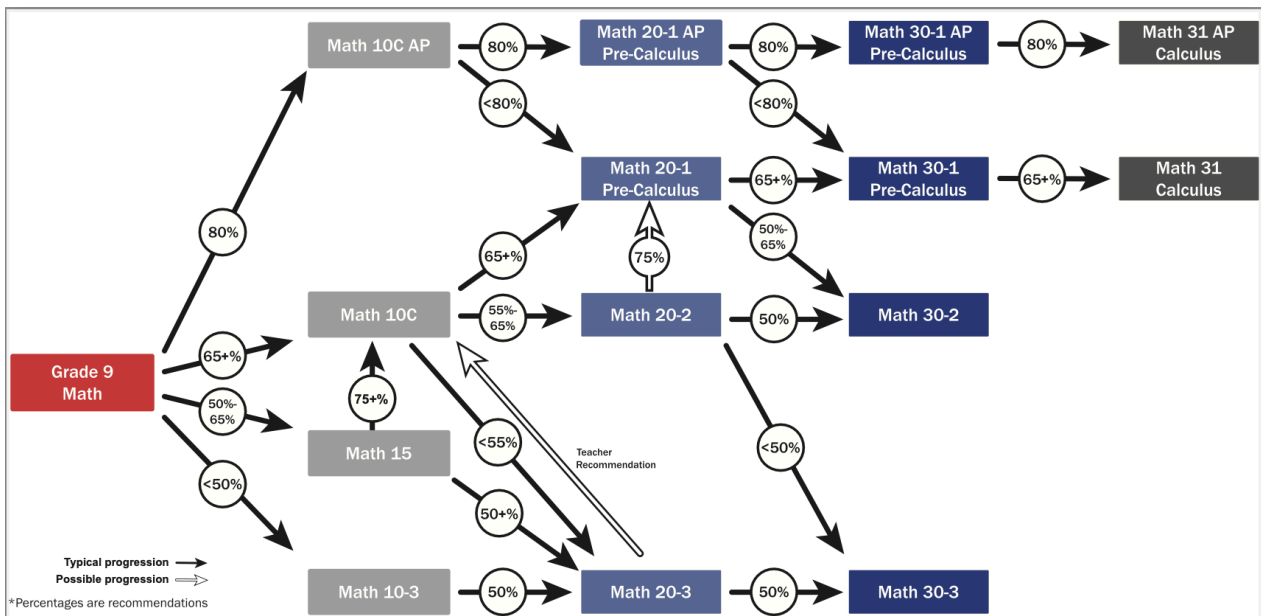 Math 10C AP
80%
Math 20-1 AP
Pre-Calculus
80%
Math 30-1 AP
Pre-Calculus
80%
Math 31 AP
Calculus
<80%
<80%
Math 20-1
Pre-Calculus
65+%
Math 30-1
Pre-Calculus
65+%
Math 31
Calculus
80%
65+%
75%
50%-
65%
Math 10C
55%-
65%
Math 20-2
50%
Math 30-2
Grade 9
Math
65+%
50%-
65%
75+%
<50%
Math 15
<55%
50+%
Teacher
Recommendation
<50%
Typical progression
Possible progression
*Percentages are recommendations
Math 10-3
50%
Math 20-3
50%
Math 30-3